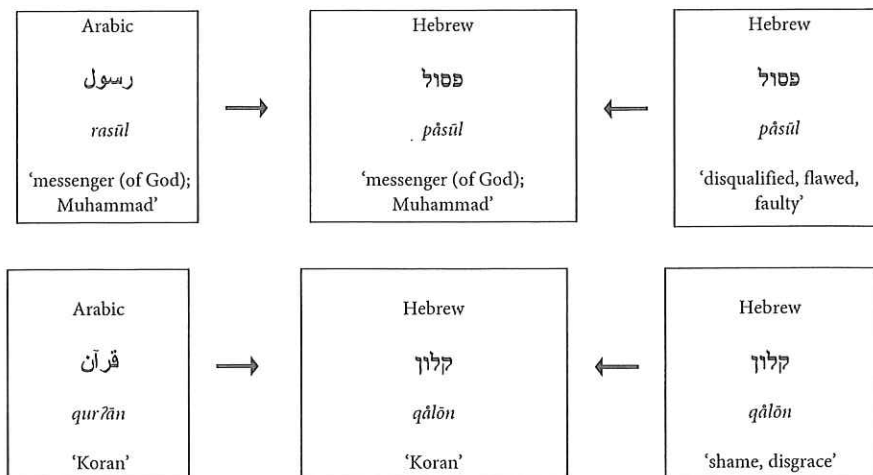 Arabic
رسول
rasūl
'messenger (of God);
Muhammad'
Hebrew
פסול
påsūl
'messenger (of God);
Muhammad'
Hebrew
פסול
påsūl
'disqualified, flawed,
faulty'
Arabic
قرآن
qurʔān
'Koran'
Hebrew
קלון
qålōn
'Koran'
Hebrew
קלון
qålōn
'shame, disgrace'